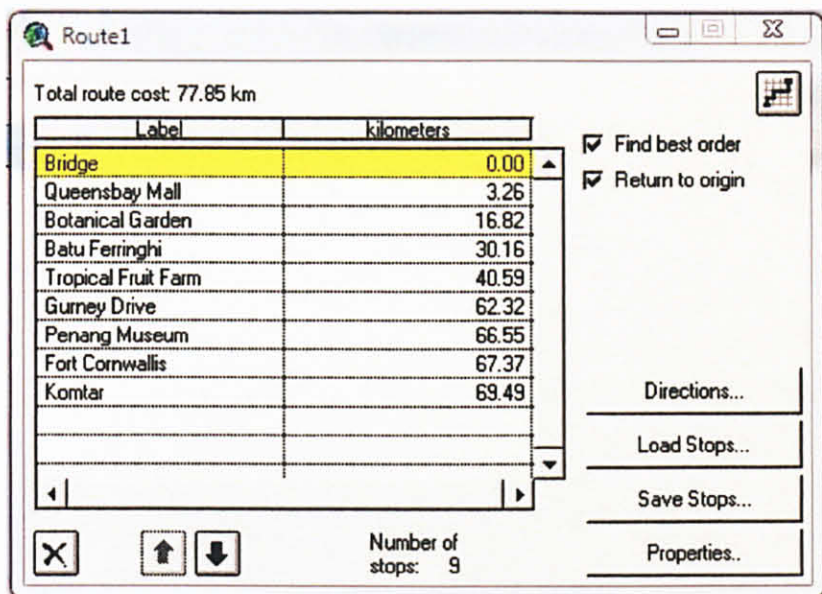 Route1
Total route cost: 77.85 km
Label kilometers
Bridge 0.00
Queensbay Mall 3.26
Botanical Garden 16.82
Batu Ferringhi 30.16
Tropical Fruit Farm 40.59
Gurney Drive 62.32
Penang Museum 66.55
Fort Cornwallis 67.37
Komtar 69.49
Find best order
Return to origin
Directions...
Load Stops...
Save Stops...
Properties..
Number of
stops: 9